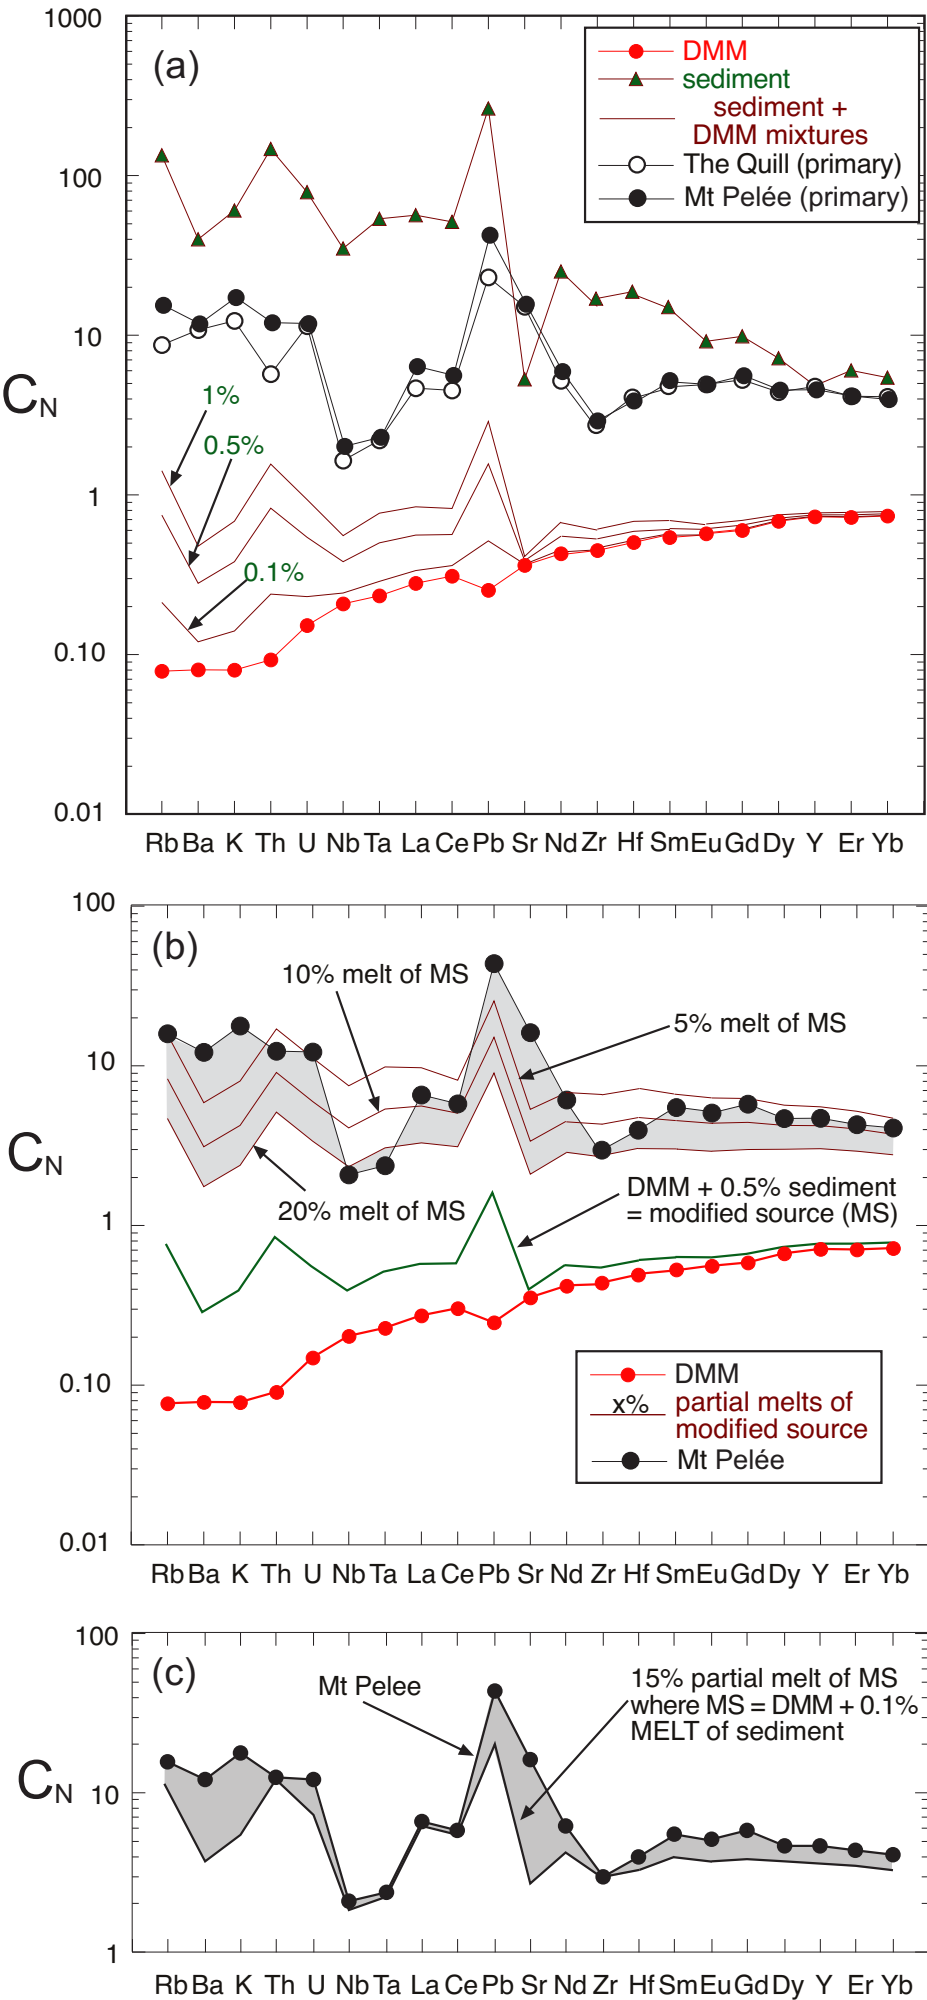 (a)
1000
100
10
1
0.10
0.01
C_N
DMM
sediment
sediment +
DMM mixtures
The Quill (primary)
Mt Pelée (primary)
1%
0.5%
0.1%
Rb Ba K Th U Nb Ta La Ce Pb Sr Nd Zr Hf Sm Eu Gd Dy Y Er Yb
(b)
100
10
1
0.10
0.01
C_N
10% melt of MS
5% melt of MS
20% melt of MS
DMM + 0.5% sediment
= modified source (MS)
DMM
x% partial melts of
modified source
Mt Pelée
Rb Ba K Th U Nb Ta La Ce Pb Sr Nd Zr Hf Sm Eu Gd Dy Y Er Yb
(c)
100
10
1
C_N
Mt Pelee
15% partial melt of MS
where MS = DMM + 0.1%
MELT of sediment
Rb Ba K Th U Nb Ta La Ce Pb Sr Nd Zr Hf Sm Eu Gd Dy Y Er Yb